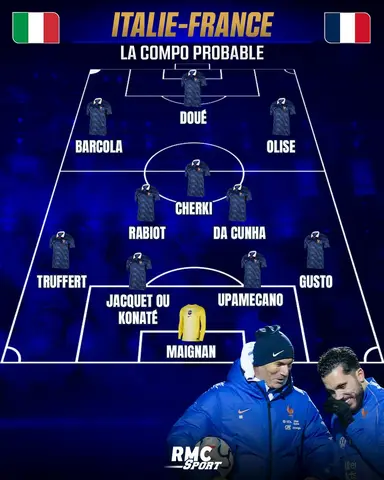 ITALIE-FRANCE
LA COMPO PROBABLE
DOUÉ
BARCOLA
OLISE
CHERKI
RABIOT
DA CUNHA
TRUFFERT
GUSTO
JACQUET OU
KONATÉ
UPAMECANO
MAIGNAN
RMC
SPORT